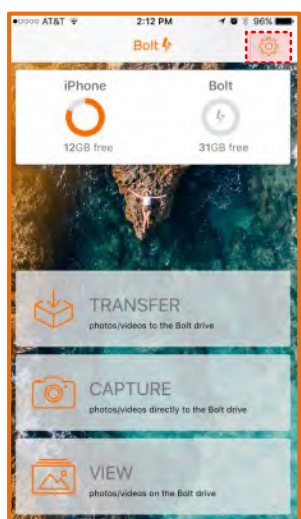 AT&T 2:12 PM 96%
Bolt
iPhone Bolt
12GB free 31GB free
TRANSFER
photos/videos to the Bolt drive
CAPTURE
photos/videos directly to the Bolt drive
VIEW
photos/videos on the Bolt drive